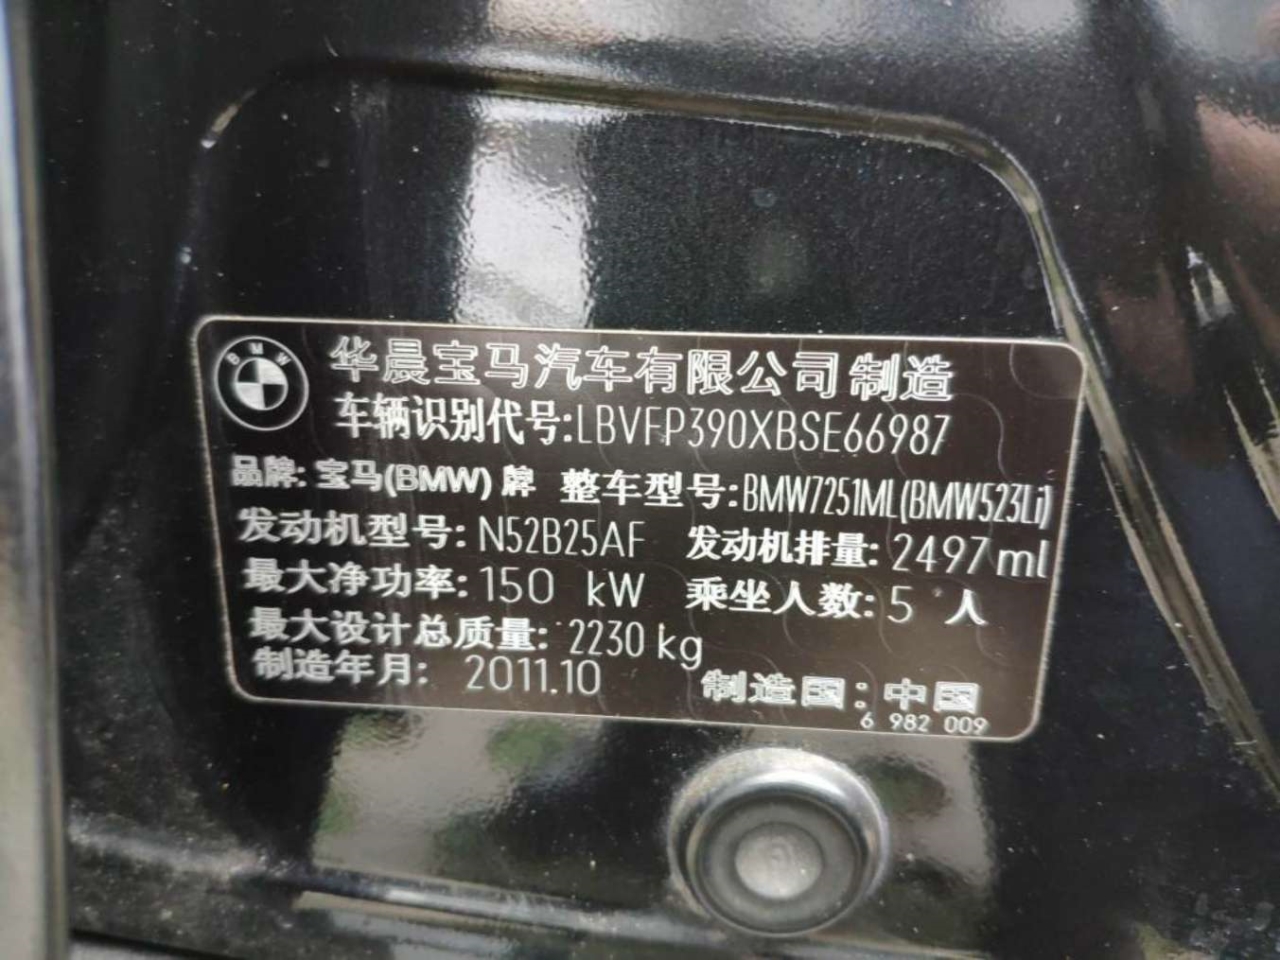 BMW
华晨宝马汽车有限公司 制造
车辆识别代号:LBVFP390XBSE66987
品牌: 宝马(BMW) 牌 整车型号:BMW7251ML(BMW523Li)
发动机型号: N52B25AF 发动机排量: 2497ml
最大净功率: 150 kW 乘坐人数: 5 人
最大设计总质量: 2230 kg
制造年月: 2011.10 制造国: 中国
6 982 009